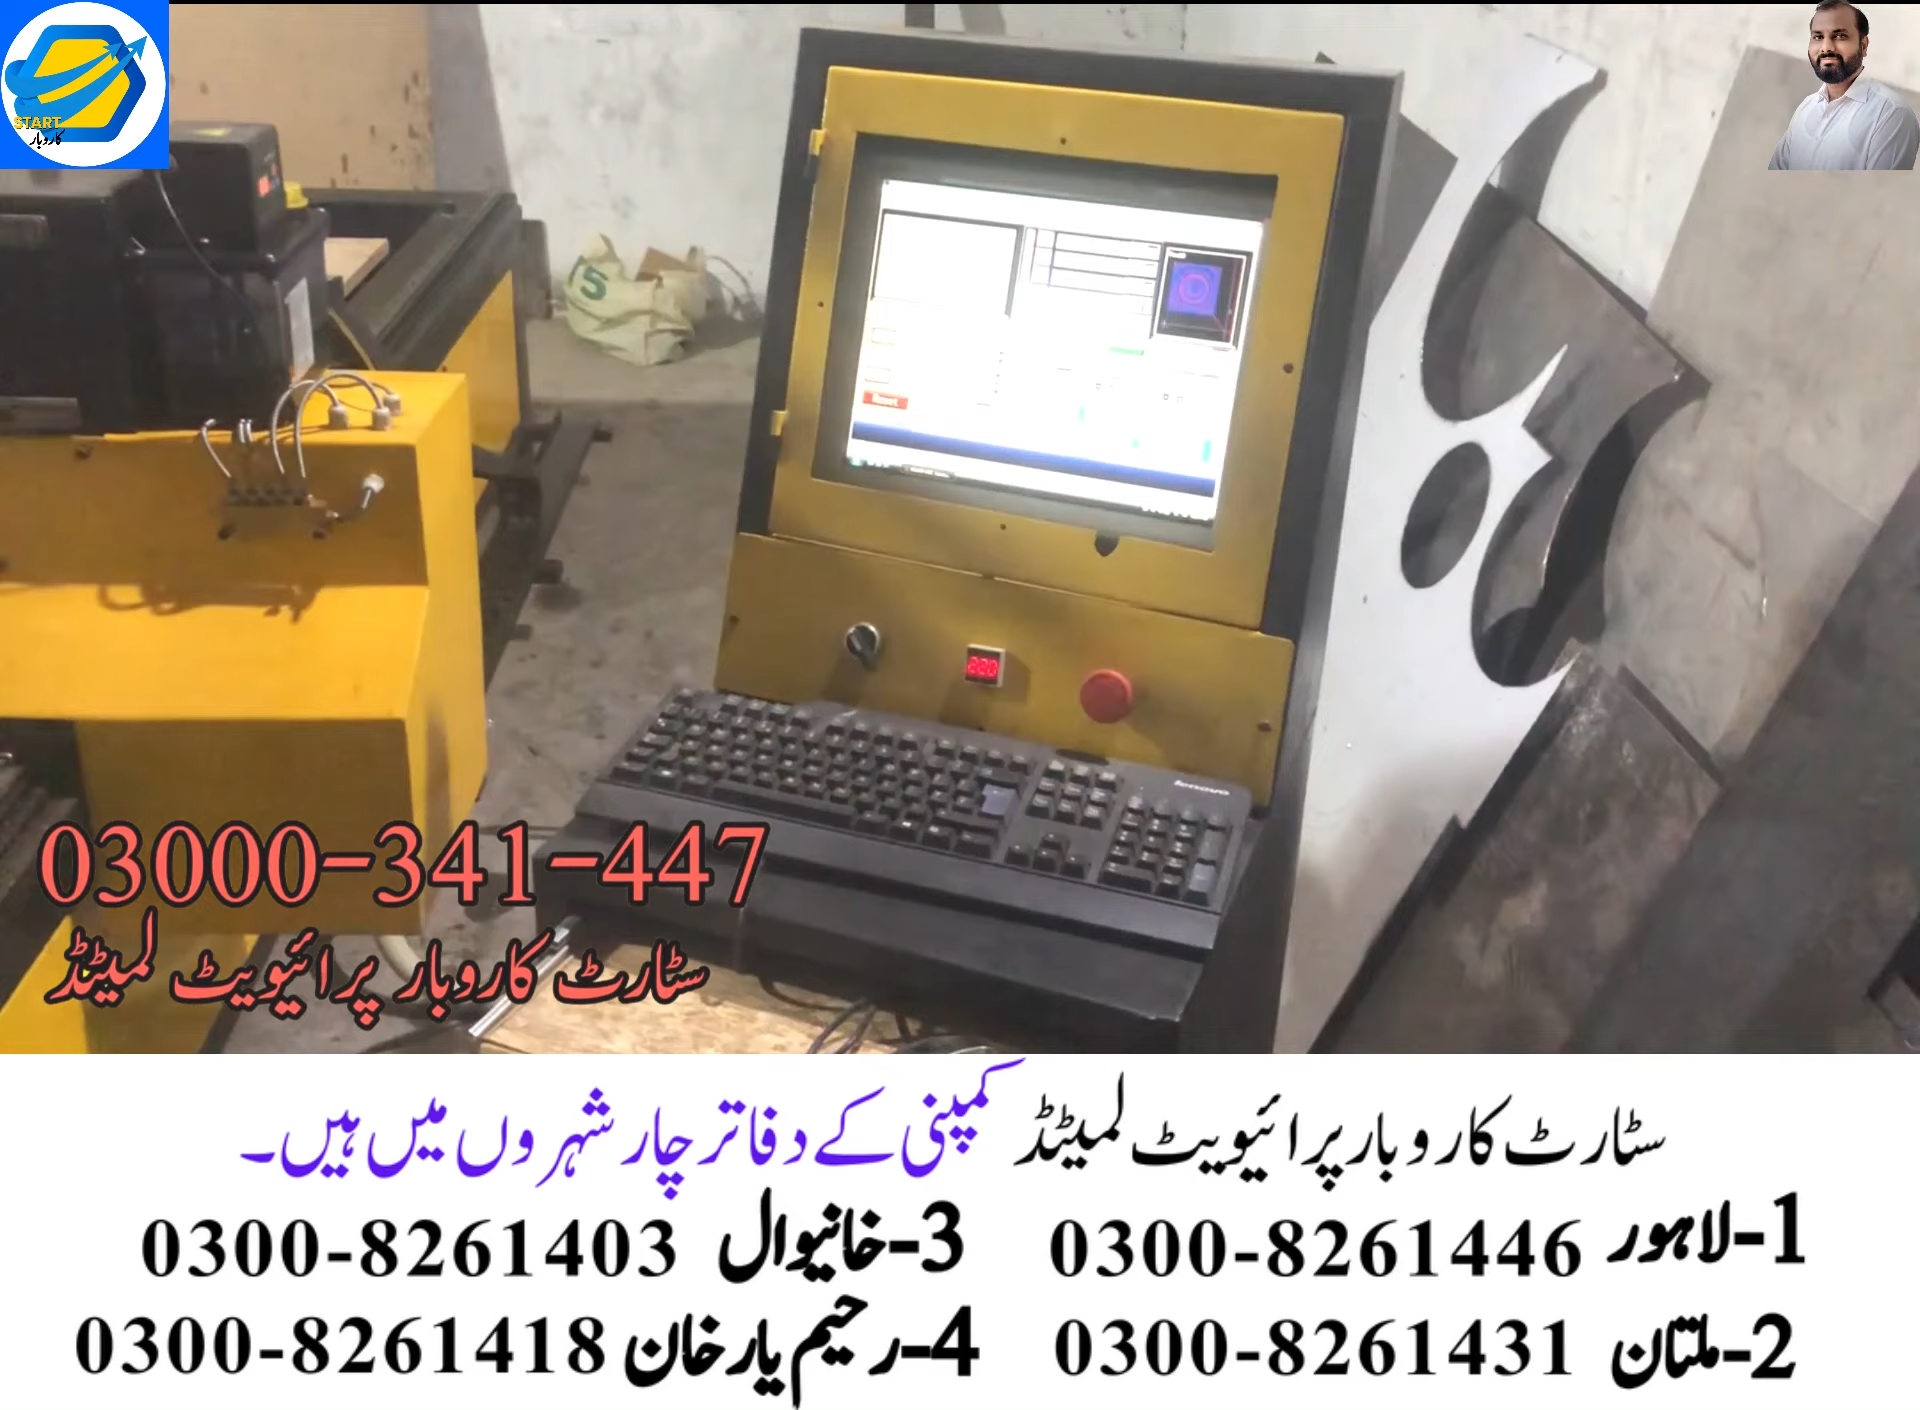 START
کاروبار
Reset
220
lenovo
03000-341-447
سٹارٹ کاروبار پرائیویٹ لمیٹڈ
سٹارٹ کاروبار پرائیویٹ لمیٹڈ کمپنی کے دفاتر چار شہروں میں ہیں۔
1-لاہور 0300-8261446
3-خانیوال 0300-8261403
2-ملتان 0300-8261431
4-رحیم یار خان 0300-8261418